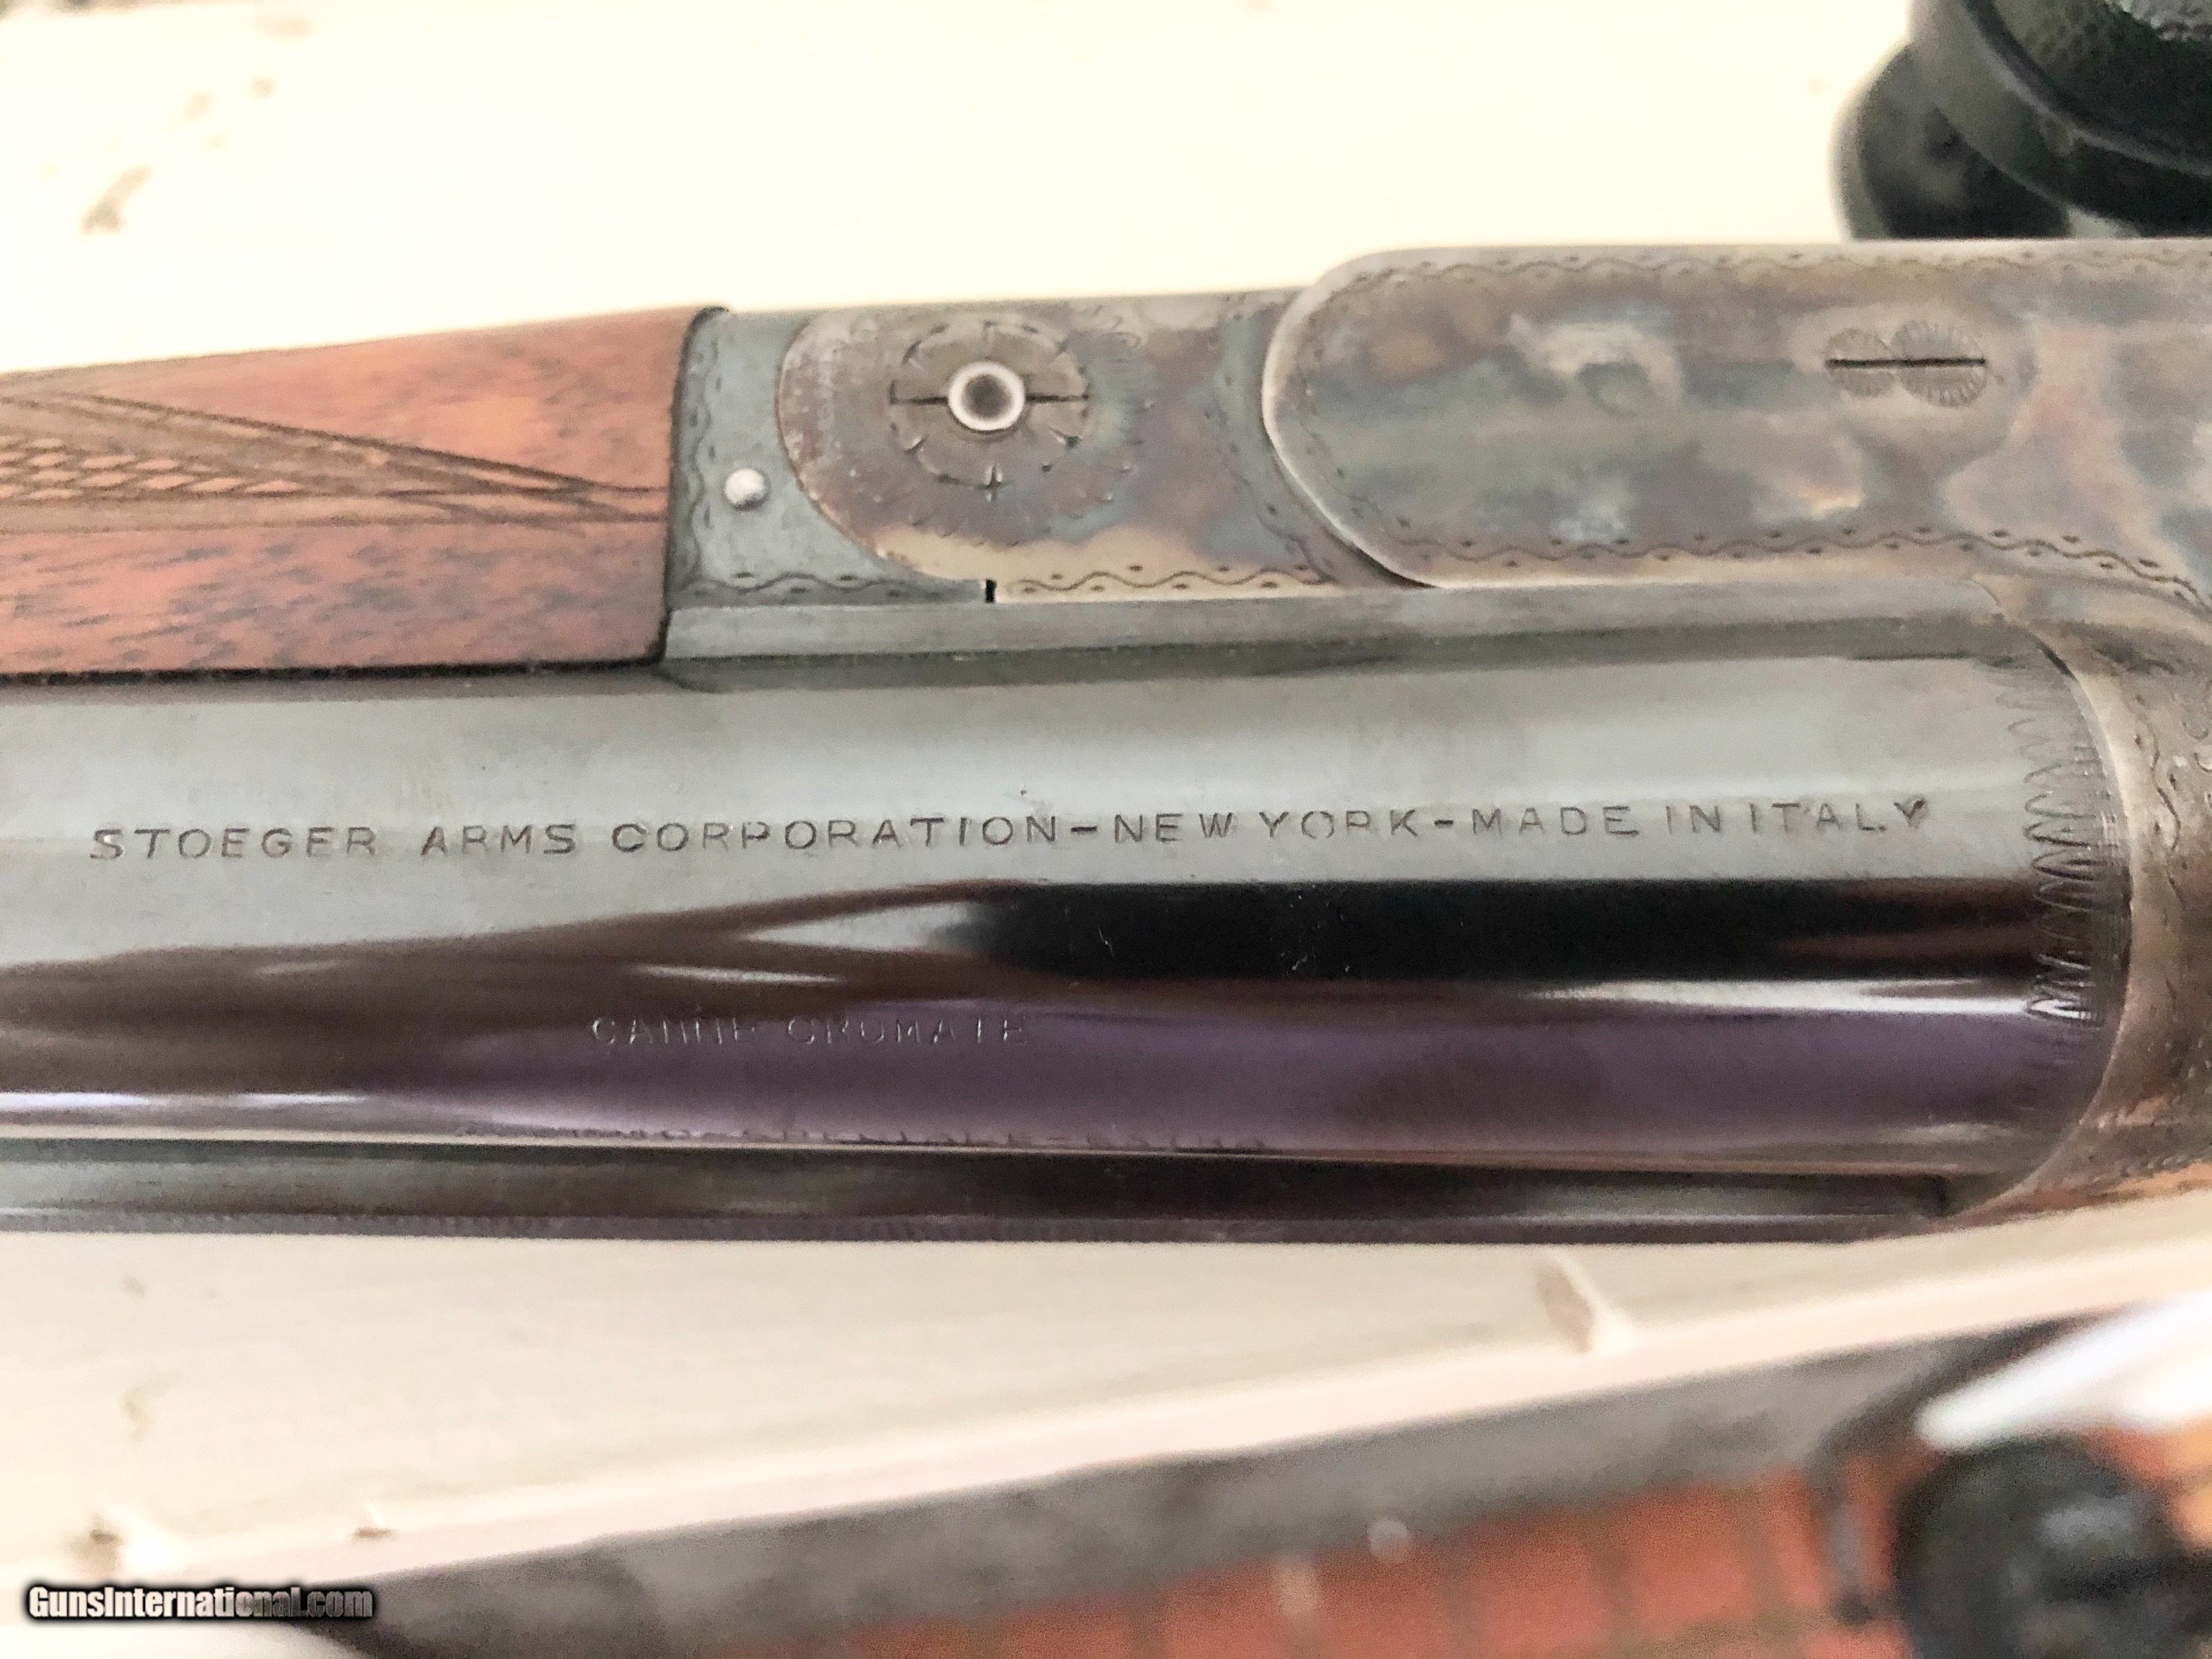 STOEGER ARMS CORPORATION-NEW YORK-MADE IN ITALY
CANNE CROMATE
GunsInternational.com